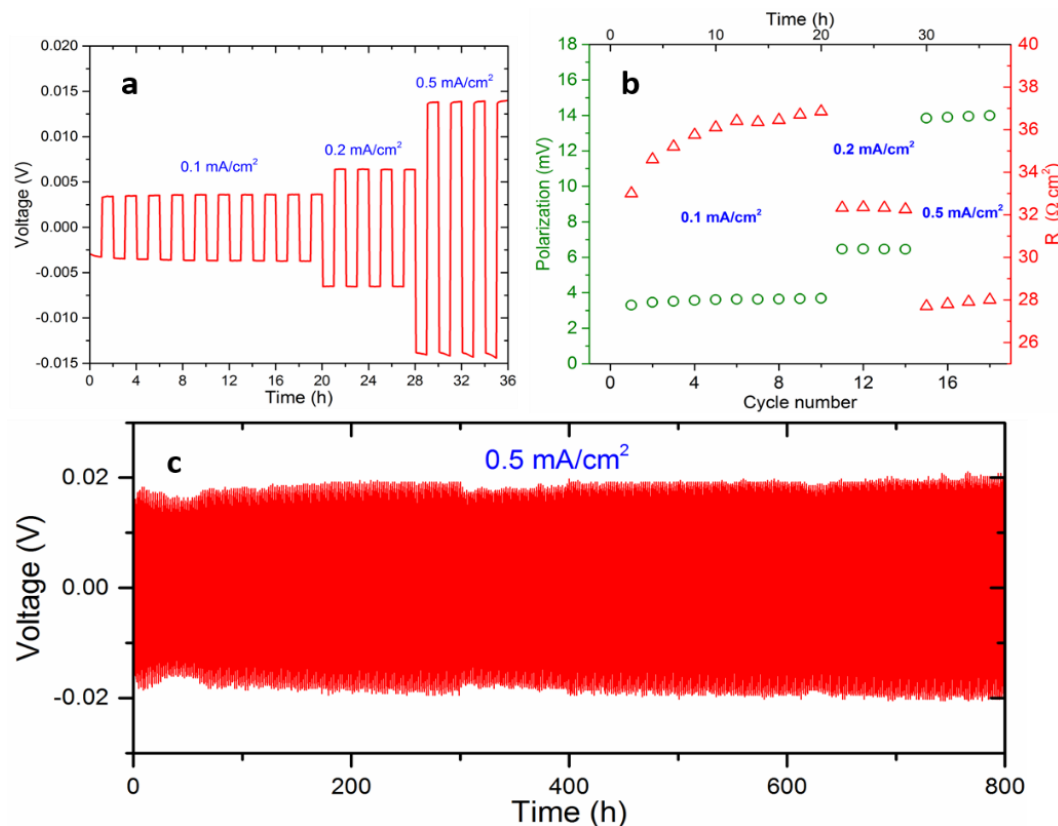 a
0.020
0.015
0.010
0.005
0.000
-0.005
-0.010
-0.015
Voltage (V)
0.1 mA/cm²
0.2 mA/cm²
0.5 mA/cm²
0 4 8 12 16 20 24 28 32 36
Time (h)
b
Time (h)
0 10 20 30
18
16
14
12
10
8
6
4
2
0
Polarization (mV)
0.1 mA/cm²
0.2 mA/cm²
0.5 mA/cm²
40
38
36
34
32
30
28
26
R (Ω cm²)
0 4 8 12 16
Cycle number
c
0.5 mA/cm²
0.02
0.00
-0.02
Voltage (V)
0 200 400 600 800
Time (h)